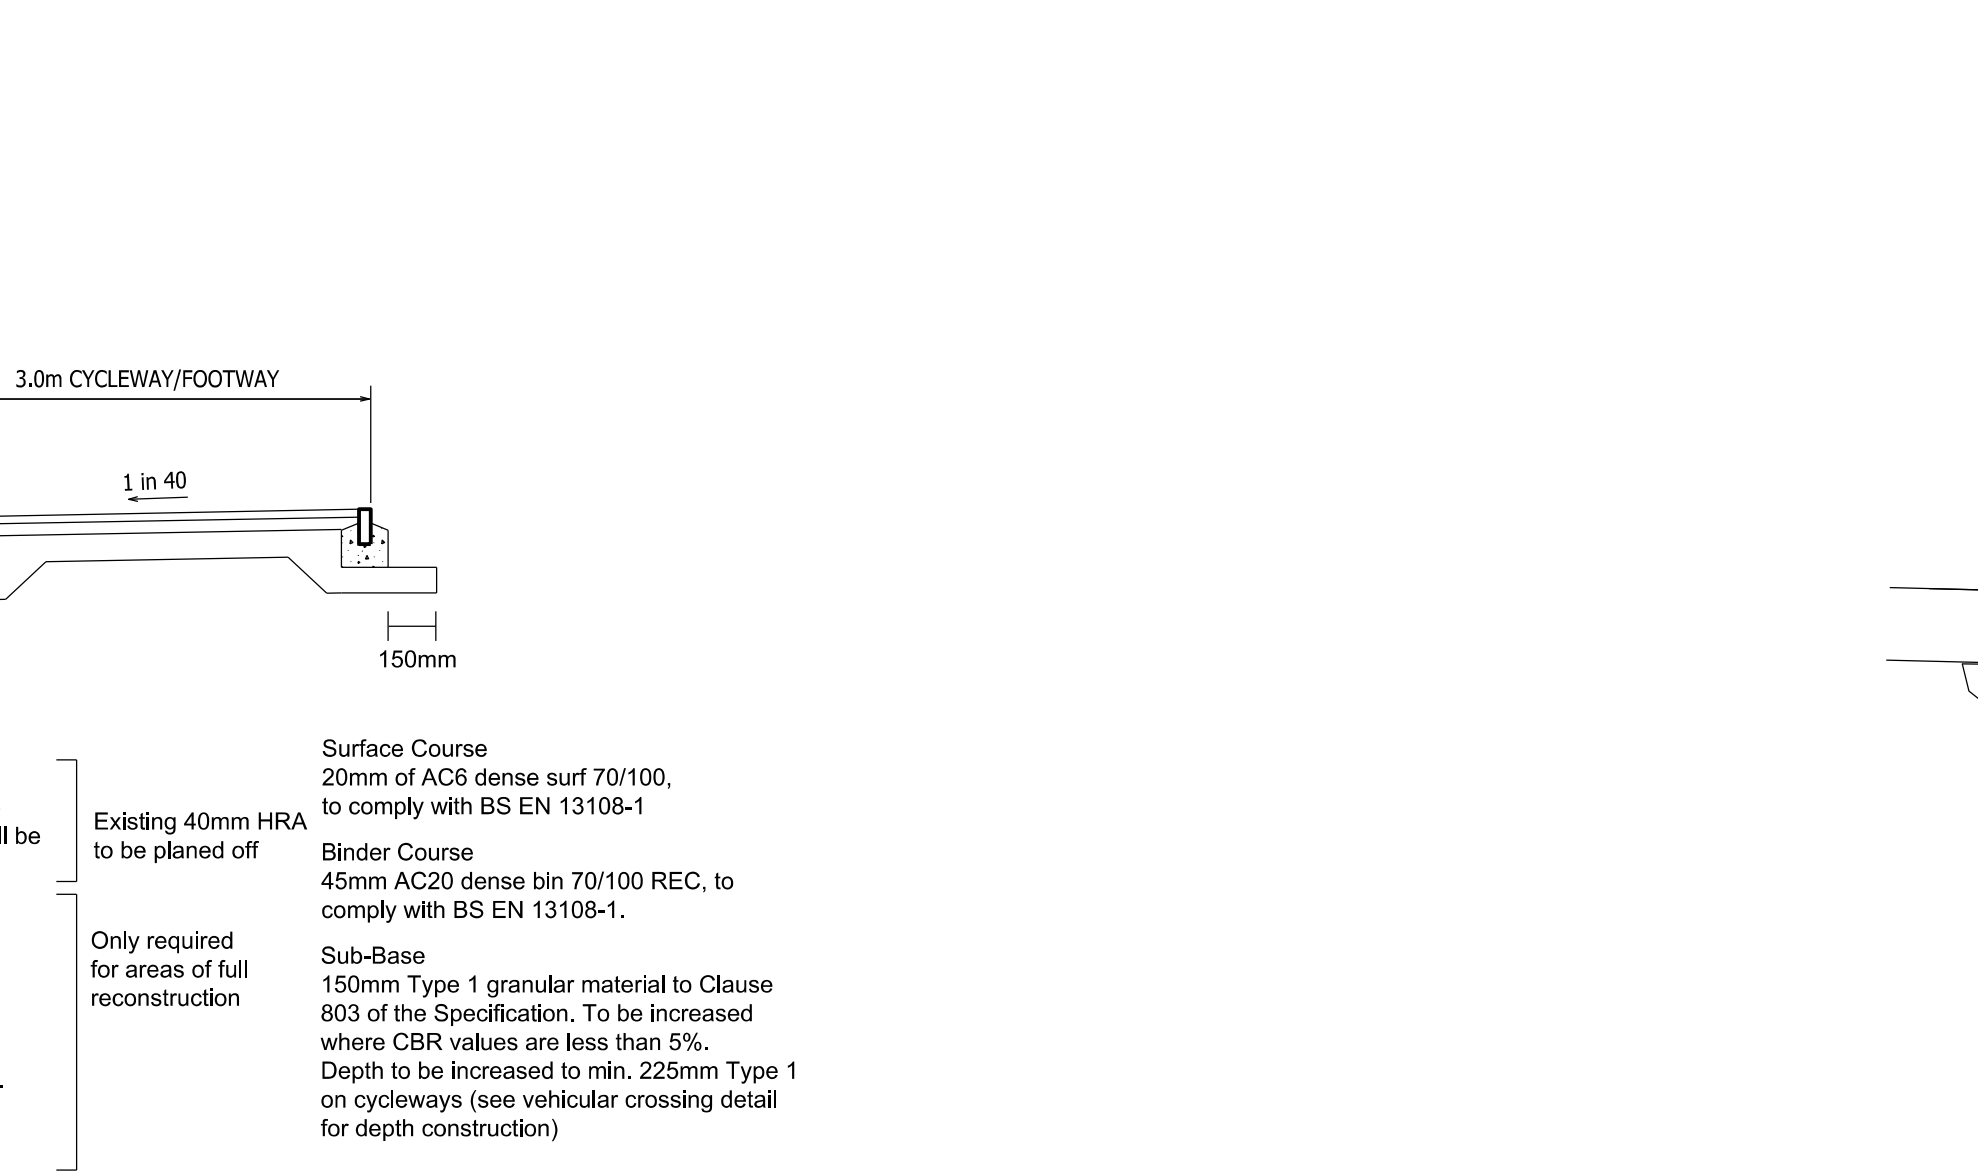 3.0m CYCLEWAY/FOOTWAY
1 in 40
150mm
ll be
Existing 40mm HRA
to be planed off
Only required
for areas of full
reconstruction
Surface Course
20mm of AC6 dense surf 70/100,
to comply with BS EN 13108-1
Binder Course
45mm AC20 dense bin 70/100 REC, to
comply with BS EN 13108-1.
Sub-Base
150mm Type 1 granular material to Clause
803 of the Specification. To be increased
where CBR values are less than 5%.
Depth to be increased to min. 225mm Type 1
on cycleways (see vehicular crossing detail
for depth construction)